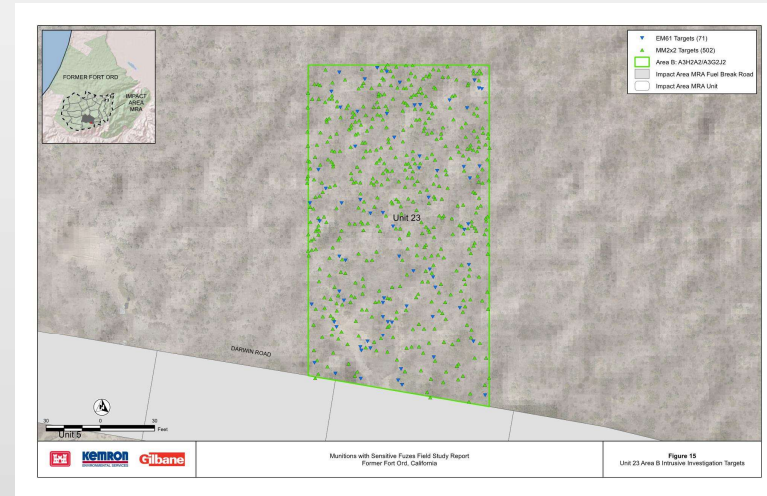 FORMER FORT ORD
IMPACT
AREA
MRA
EM61 Targets (71)
MM2x2 Targets (502)
Area B: A3H2A2/A3G2J2
Impact Area MRA Fuel Break Road
Impact Area MRA Unit
Unit 23
DARWIN ROAD
30 0 30
Feet
Unit 5
KEMRON
ENVIRONMENTAL SERVICES
Gilbane
Munitions with Sensitive Fuzes Field Study Report
Former Fort Ord, California
Figure 15
Unit 23 Area B Intrusive Investigation Targets